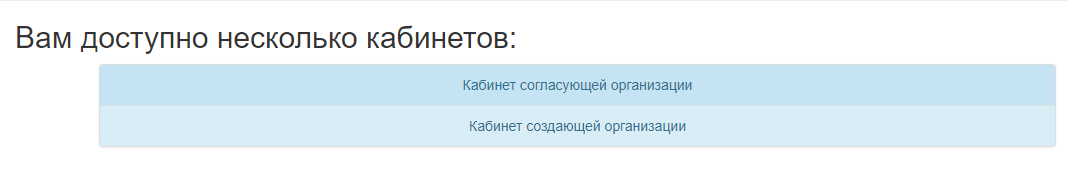 Вам доступно несколько кабинетов:
Кабинет согласующей организации
Кабинет создающей организации